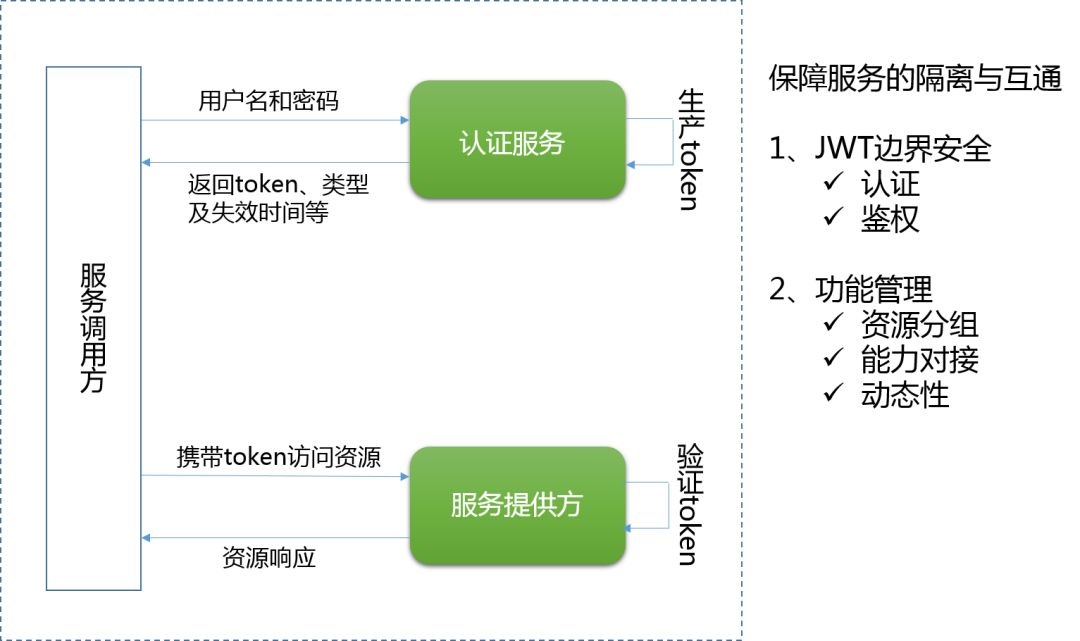 用户名和密码
认证服务
生产token
返回token、类型
及失效时间等
服务调用方
携带token访问资源
服务提供方
验证token
资源响应
保障服务的隔离与互通
1、JWT边界安全
✓ 认证
✓ 鉴权
2、功能管理
✓ 资源分组
✓ 能力对接
✓ 动态性